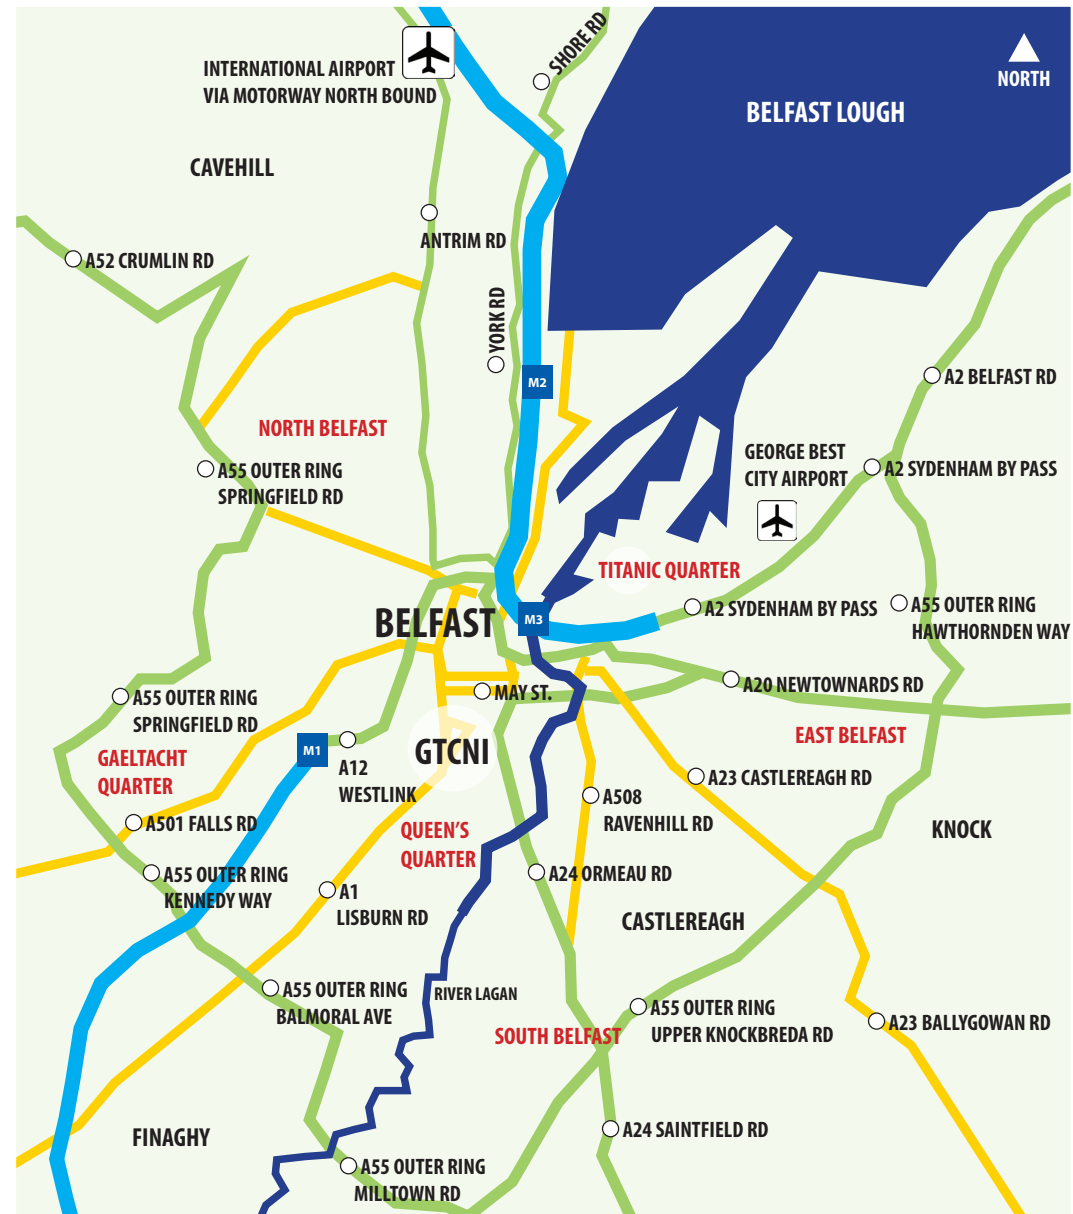 SHORE RD
INTERNATIONAL AIRPORT
VIA MOTORWAY NORTH BOUND
NORTH
BELFAST LOUGH
CAVEHILL
ANTRIM RD
A52 CRUMLIN RD
YORK RD
M2
A2 BELFAST RD
NORTH BELFAST
GEORGE BEST
CITY AIRPORT
A2 SYDENHAM BY PASS
A55 OUTER RING
SPRINGFIELD RD
TITANIC QUARTER
A2 SYDENHAM BY PASS
A55 OUTER RING
HAWTHORNDEN WAY
BELFAST
M3
A20 NEWTOWNARDS RD
MAY ST.
A55 OUTER RING
SPRINGFIELD RD
EAST BELFAST
M1
GTCNI
GAELTACHT
QUARTER
A12
WESTLINK
A23 CASTLEREAGH RD
A508
RAVENHILL RD
A501 FALLS RD
QUEEN'S
QUARTER
KNOCK
A55 OUTER RING
KENNEDY WAY
A24 ORMEAU RD
A1
LISBURN RD
CASTLEREAGH
A55 OUTER RING
BALMORAL AVE
RIVER LAGAN
A55 OUTER RING
UPPER KNOCKBREDA RD
SOUTH BELFAST
A23 BALLYGOWAN RD
A24 SAINTFIELD RD
FINAGHY
A55 OUTER RING
MILLTOWN RD